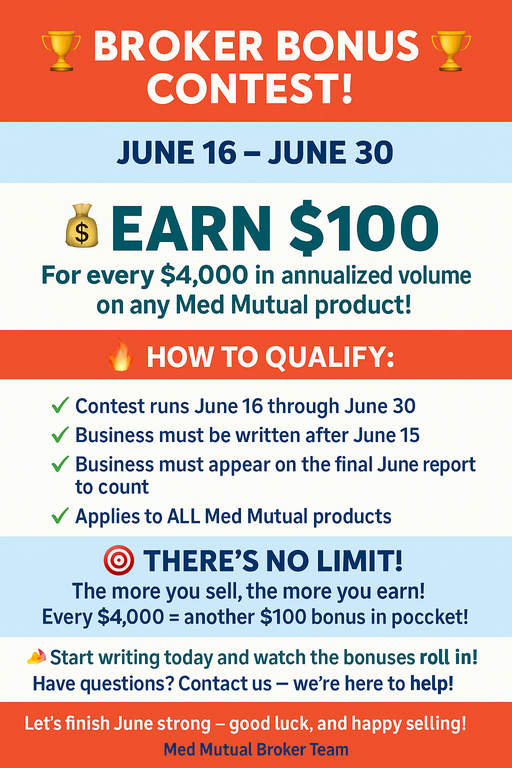 BROKER BONUS
CONTEST!
JUNE 16 – JUNE 30
EARN $100
For every $4,000 in annualized volume
on any Med Mutual product!
HOW TO QUALIFY:
Contest runs June 16 through June 30
Business must be written after June 15
Business must appear on the final June report
to count
Applies to ALL Med Mutual products
THERE'S NO LIMIT!
The more you sell, the more you earn!
Every $4,000 = another $100 bonus in poccket!
Start writing today and watch the bonuses roll in!
Have questions? Contact us – we're here to help!
Let's finish June strong – good luck, and happy selling!
Med Mutual Broker Team